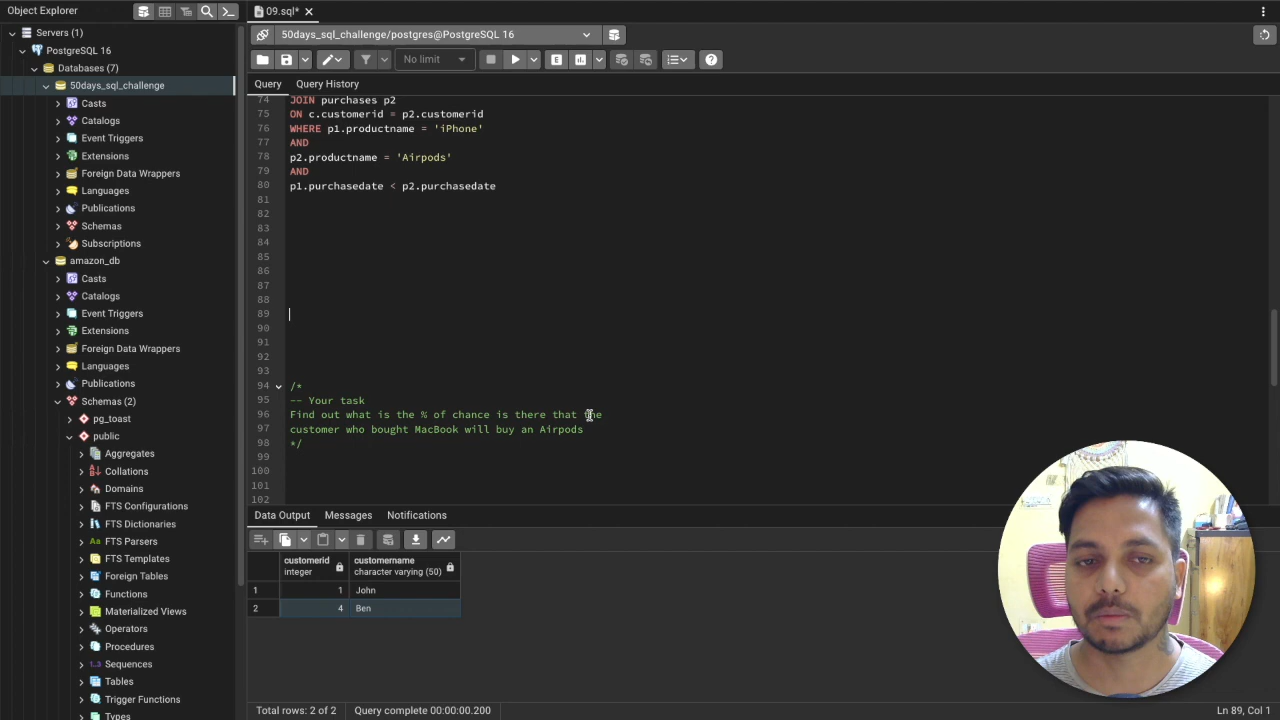 Object Explorer
09.sql*
Servers (1)
50days_sql_challenge/postgres@PostgreSQL 16
PostgreSQL 16
No limit
Databases (7)
50days_sql_challenge
Query
Query History
Casts
74 JOIN purchases p2
75 ON c.customerid = p2.customerid
Catalogs
76 WHERE p1.productname = 'iPhone'
Event Triggers
77 AND
Extensions
78 p2.productname = 'Airpods'
Foreign Data Wrappers
79 AND
80 p1.purchasedate < p2.purchasedate
Languages
81
Publications
82
Schemas
83
Subscriptions
84
amazon_db
85
Casts
86
87
Catalogs
88
Event Triggers
89
Extensions
90
Foreign Data Wrappers
91
92
Languages
93
Publications
94 /*
Schemas (2)
95 -- Your task
96 Find out what is the % of chance is there that the
pg_toast
97 customer who bought MacBook will buy an Airpods
public
98 */
Aggregates
99
Collations
100
101
Domains
102
FTS Configurations
Data Output
Messages
Notifications
FTS Dictionaries
FTS Parsers
FTS Templates
customerid
integer
customername
character varying (50)
Foreign Tables
1 1 John
Functions
2 4 Ben
Materialized Views
Operators
Procedures
Sequences
Tables
Trigger Functions
Types
Total rows: 2 of 2
Query complete 00:00:00.200
Ln 89, Col 1